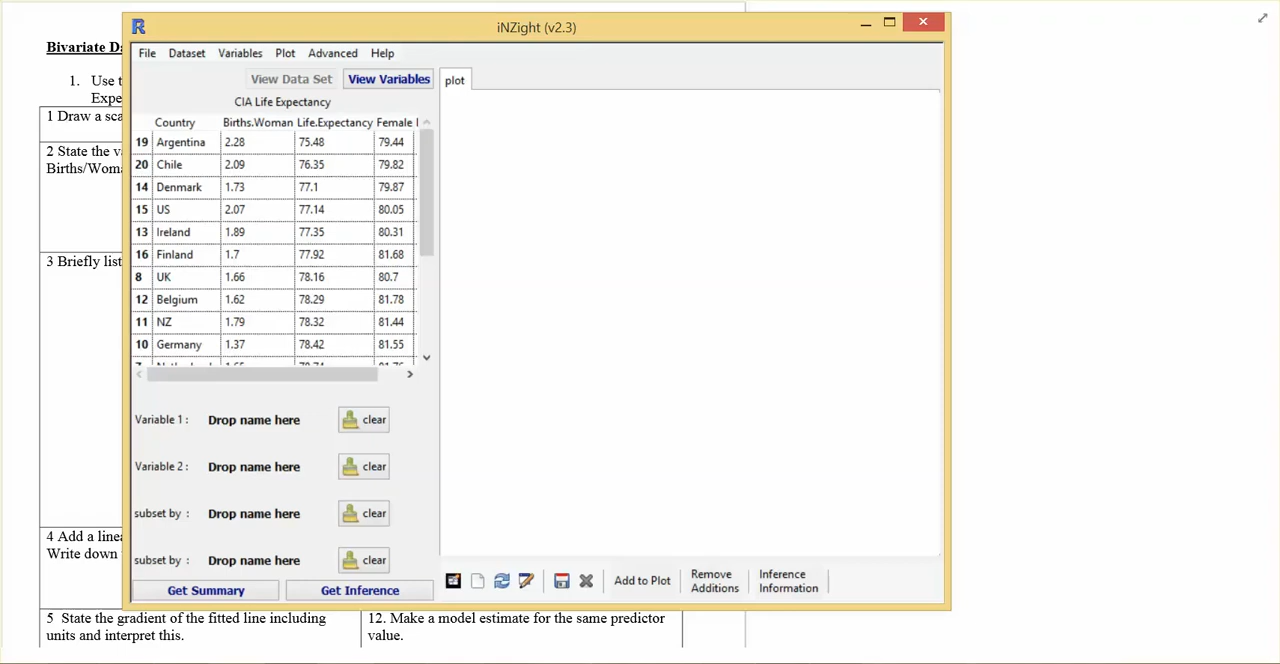 iNZight (v2.3)
Bivariate Da
1. Use t
Expe
1 Draw a sca
2 State the va
Births/Woma
3 Briefly list
4 Add a linea
Write down
5 State the gradient of the fitted line including
units and interpret this.
12. Make a model estimate for the same predictor
value.
File Dataset Variables Plot Advanced Help
View Data Set View Variables
CIA Life Expectancy
Country Births.Woman Life.Expectancy Female
19 Argentina 2.28 75.48 79.44
20 Chile 2.09 76.35 79.82
14 Denmark 1.73 77.1 79.87
15 US 2.07 77.14 80.05
13 Ireland 1.89 77.35 80.31
16 Finland 1.7 77.92 81.68
8 UK 1.66 78.16 80.7
12 Belgium 1.62 78.29 81.78
11 NZ 1.79 78.32 81.44
10 Germany 1.37 78.42 81.55
Variable 1 : Drop name here clear
Variable 2 : Drop name here clear
subset by : Drop name here clear
subset by : Drop name here clear
Get Summary Get Inference
plot
Add to Plot Remove Additions Inference Information